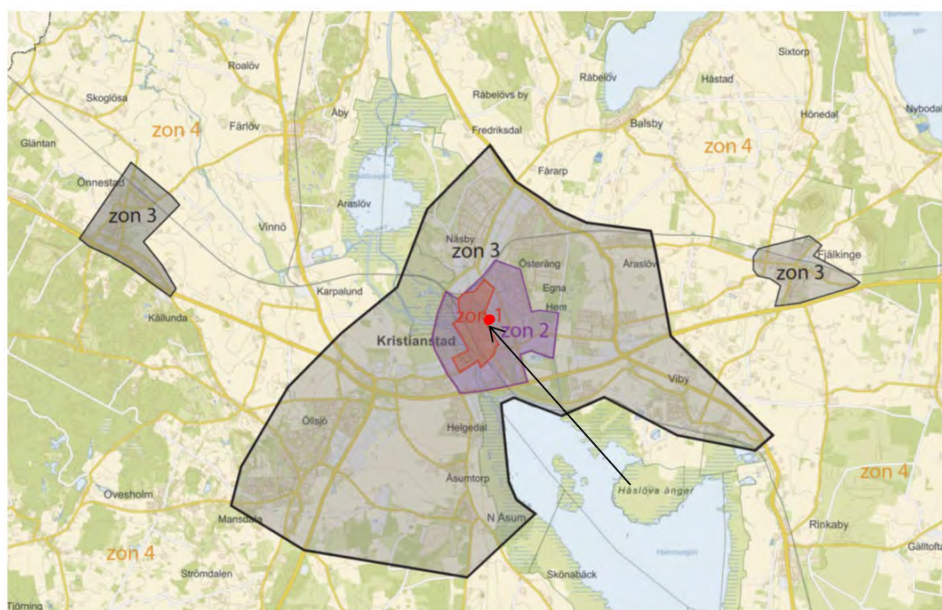 Sixtorp
Roalöv
Råbelöv
Håstad
Skoglösa
Råbelövs by
Åby
Hönedal
Nybodal
zon 4
Färlöv
Fredriksdal
Balsby
Gläntan
zon 4
Färarp
Önnestad
Araslöv
zon 3
Vinnö
Näsby
zon 3
Österäng
Araslöv
Fjälkinge
zon 3
Karpalund
Egna
Hem
Källunda
zon 1
zon 2
Kristianstad
Viby
Öllsjö
Helgedal
zon 4
Åsumtorp
Håslövs ängar
Ovesholm
Mansdala
N Åsum
Rinkaby
Gälltofta
zon 4
Hammarsjön
Strömdalen
Skönabäck
Tjörning